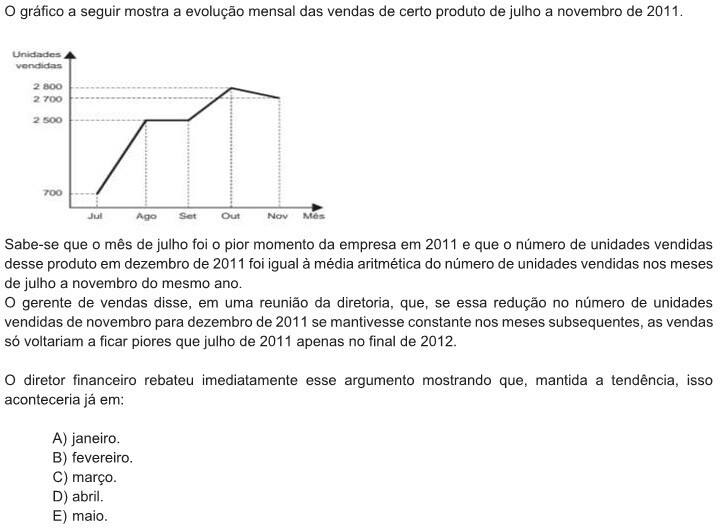 O gráfico a seguir mostra a evolução mensal das vendas de certo produto de julho a novembro de 2011.
Unidades
vendidas
2 800
2 700
2 500
700
Jul Ago Set Out Nov Mês
Sabe-se que o mês de julho foi o pior momento da empresa em 2011 e que o número de unidades vendidas
desse produto em dezembro de 2011 foi igual à média aritmética do número de unidades vendidas nos meses
de julho a novembro do mesmo ano.
O gerente de vendas disse, em uma reunião da diretoria, que, se essa redução no número de unidades
vendidas de novembro para dezembro de 2011 se mantivesse constante nos meses subsequentes, as vendas
só voltariam a ficar piores que julho de 2011 apenas no final de 2012.
O diretor financeiro rebateu imediatamente esse argumento mostrando que, mantida a tendência, isso
aconteceria já em:
A) janeiro.
B) fevereiro.
C) março.
D) abril.
E) maio.